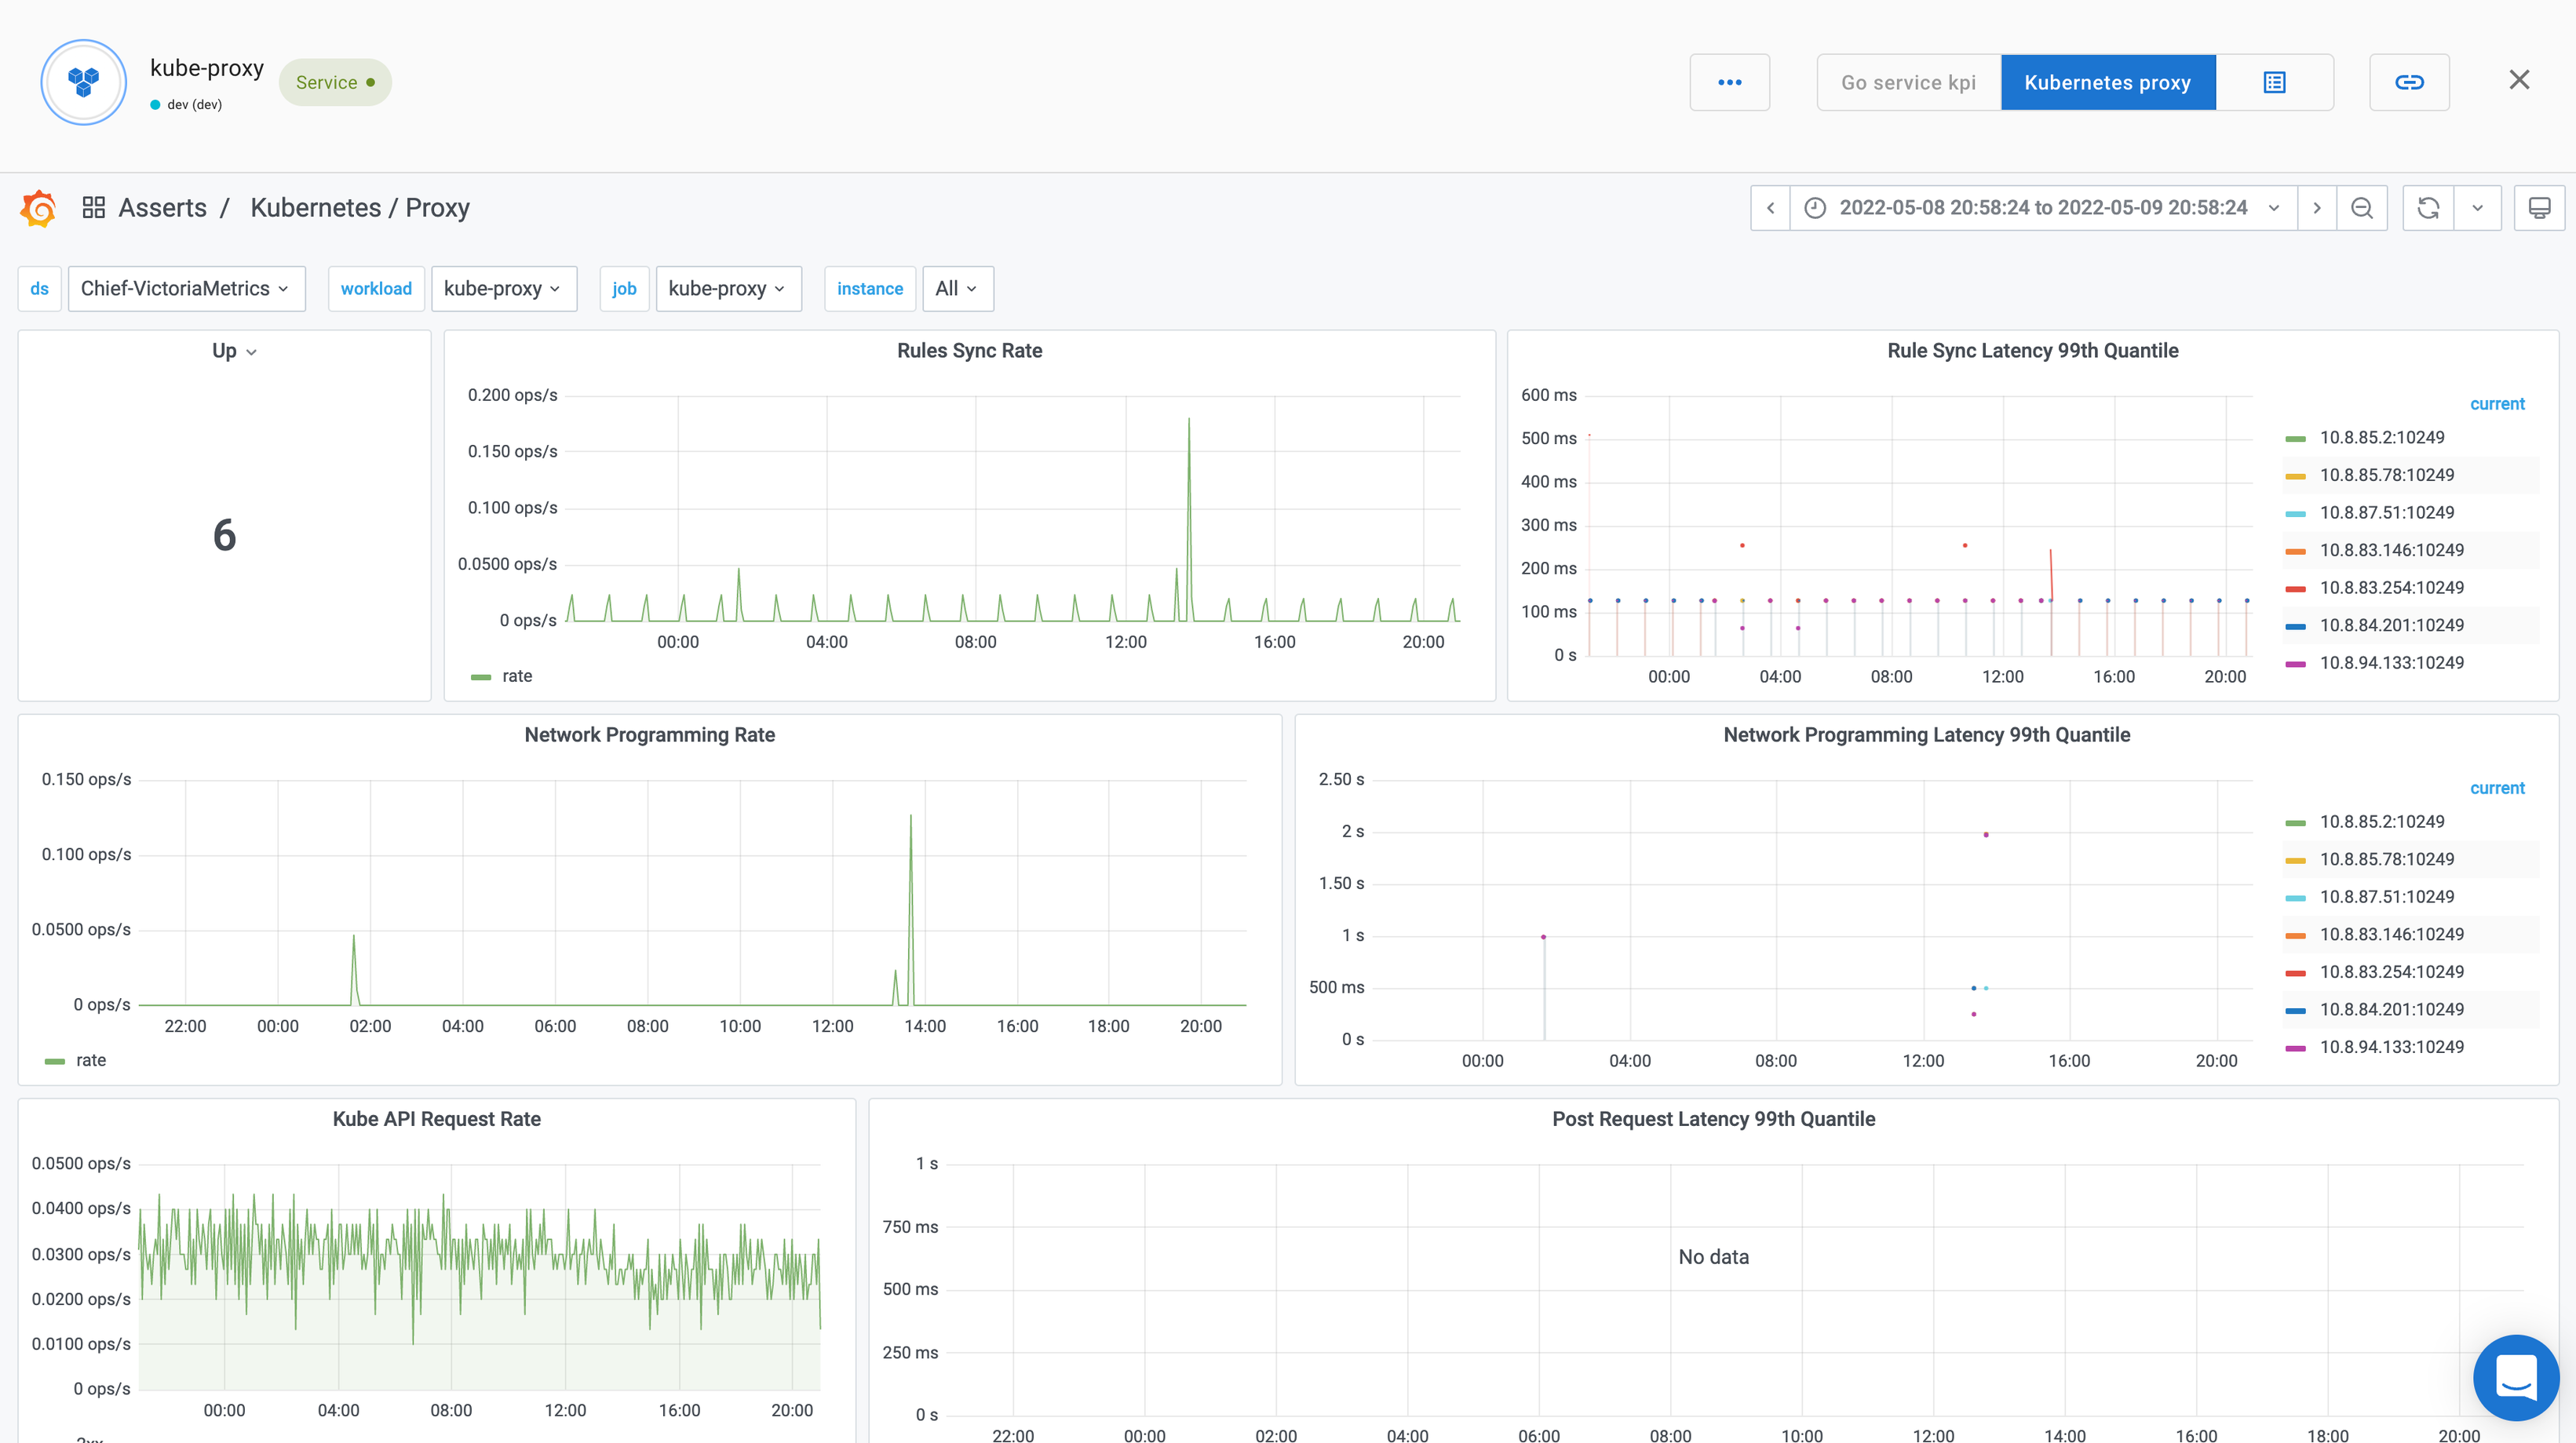 kube-proxy
dev (dev)
Service
Go service kpi
Kubernetes proxy
Asserts / Kubernetes / Proxy
2022-05-08 20:58:24 to 2022-05-09 20:58:24
ds Chief-VictoriaMetrics workload kube-proxy job kube-proxy instance All
Up
6
Rules Sync Rate
0.200 ops/s
0.150 ops/s
0.100 ops/s
0.0500 ops/s
0 ops/s
00:00 04:00 08:00 12:00 16:00 20:00
rate
Rule Sync Latency 99th Quantile
600 ms
500 ms
400 ms
300 ms
200 ms
100 ms
0 s
00:00 04:00 08:00 12:00 16:00 20:00
current
10.8.85.2:10249
10.8.85.78:10249
10.8.87.51:10249
10.8.83.146:10249
10.8.83.254:10249
10.8.84.201:10249
10.8.94.133:10249
Network Programming Rate
0.150 ops/s
0.100 ops/s
0.0500 ops/s
0 ops/s
22:00 00:00 02:00 04:00 06:00 08:00 10:00 12:00 14:00 16:00 18:00 20:00
rate
Network Programming Latency 99th Quantile
2.50 s
2 s
1.50 s
1 s
500 ms
0 s
00:00 04:00 08:00 12:00 16:00 20:00
current
10.8.85.2:10249
10.8.85.78:10249
10.8.87.51:10249
10.8.83.146:10249
10.8.83.254:10249
10.8.84.201:10249
10.8.94.133:10249
Kube API Request Rate
0.0500 ops/s
0.0400 ops/s
0.0300 ops/s
0.0200 ops/s
0.0100 ops/s
0 ops/s
00:00 04:00 08:00 12:00 16:00 20:00
Post Request Latency 99th Quantile
1 s
750 ms
500 ms
250 ms
0 s
No data
22:00 00:00 02:00 04:00 06:00 08:00 10:00 12:00 14:00 16:00 18:00 20:00